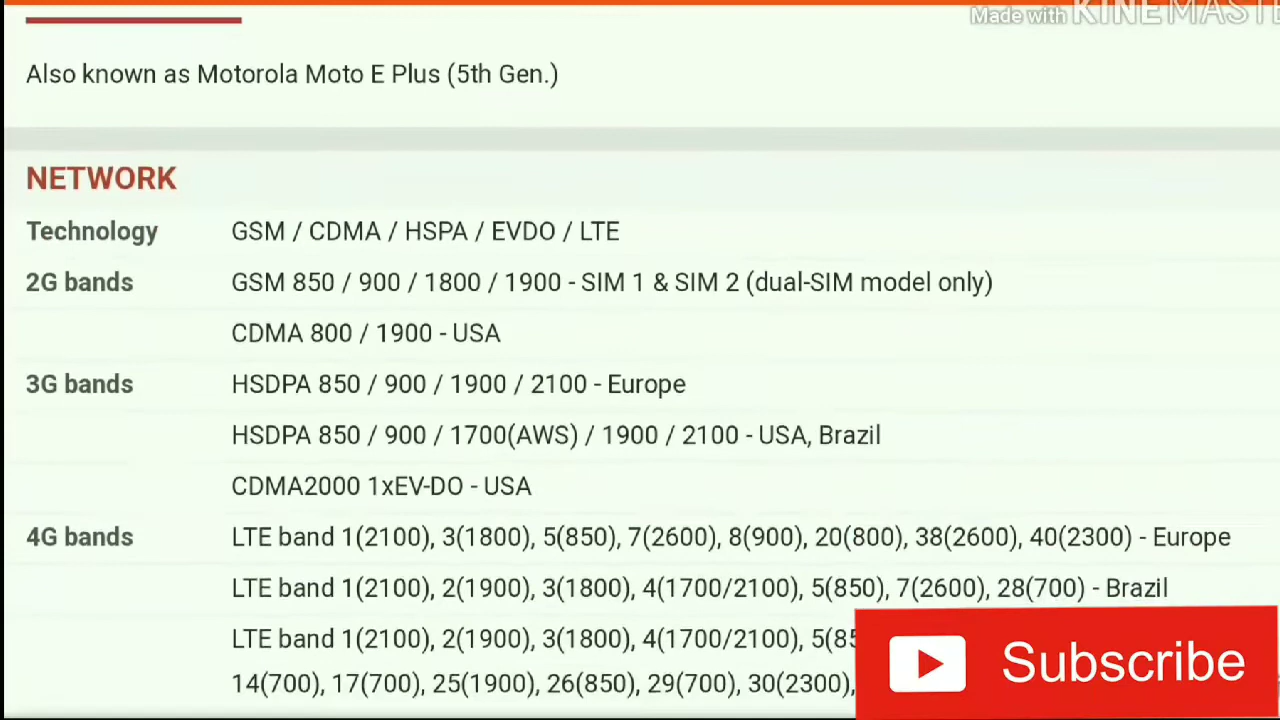 Made with KINEMASTE
Also known as Motorola Moto E Plus (5th Gen.)
NETWORK
Technology GSM / CDMA / HSPA / EVDO / LTE
2G bands GSM 850 / 900 / 1800 / 1900 - SIM 1 & SIM 2 (dual-SIM model only)
CDMA 800 / 1900 - USA
3G bands HSDPA 850 / 900 / 1900 / 2100 - Europe
HSDPA 850 / 900 / 1700(AWS) / 1900 / 2100 - USA, Brazil
CDMA2000 1xEV-DO - USA
4G bands LTE band 1(2100), 3(1800), 5(850), 7(2600), 8(900), 20(800), 38(2600), 40(2300) - Europe
LTE band 1(2100), 2(1900), 3(1800), 4(1700/2100), 5(850), 7(2600), 28(700) - Brazil
LTE band 1(2100), 2(1900), 3(1800), 4(1700/2100), 5(85
14(700), 17(700), 25(1900), 26(850), 29(700), 30(2300),
Subscribe